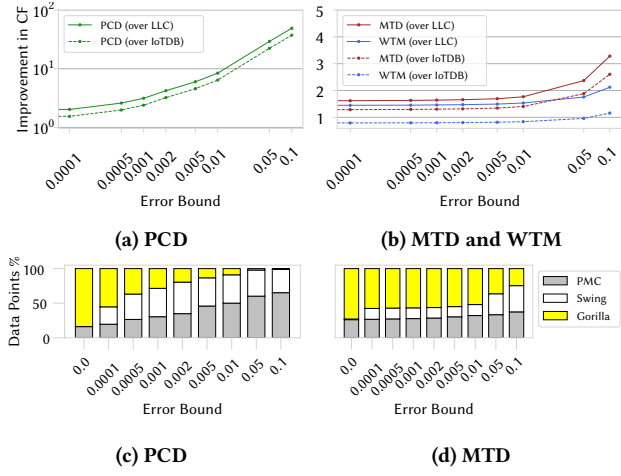 Improvement in CF
10²
10¹
10⁰
PCD (over LLC)
PCD (over IoTDB)
0.0001
0.0005
0.001
0.002
0.005
0.01
0.05
0.1
Error Bound
(a) PCD
5
4
3
2
1
MTD (over LLC)
WTM (over LLC)
MTD (over IoTDB)
WTM (over IoTDB)
0.0001
0.0005
0.001
0.002
0.005
0.01
0.05
0.1
Error Bound
(b) MTD and WTM
Data Points %
100
50
0
0.0
0.0001
0.0005
0.001
0.002
0.005
0.01
0.05
0.1
Error Bound
(c) PCD
0.0
0.0001
0.0005
0.001
0.002
0.005
0.01
0.05
0.1
Error Bound
(d) MTD
PMC
Swing
Gorilla